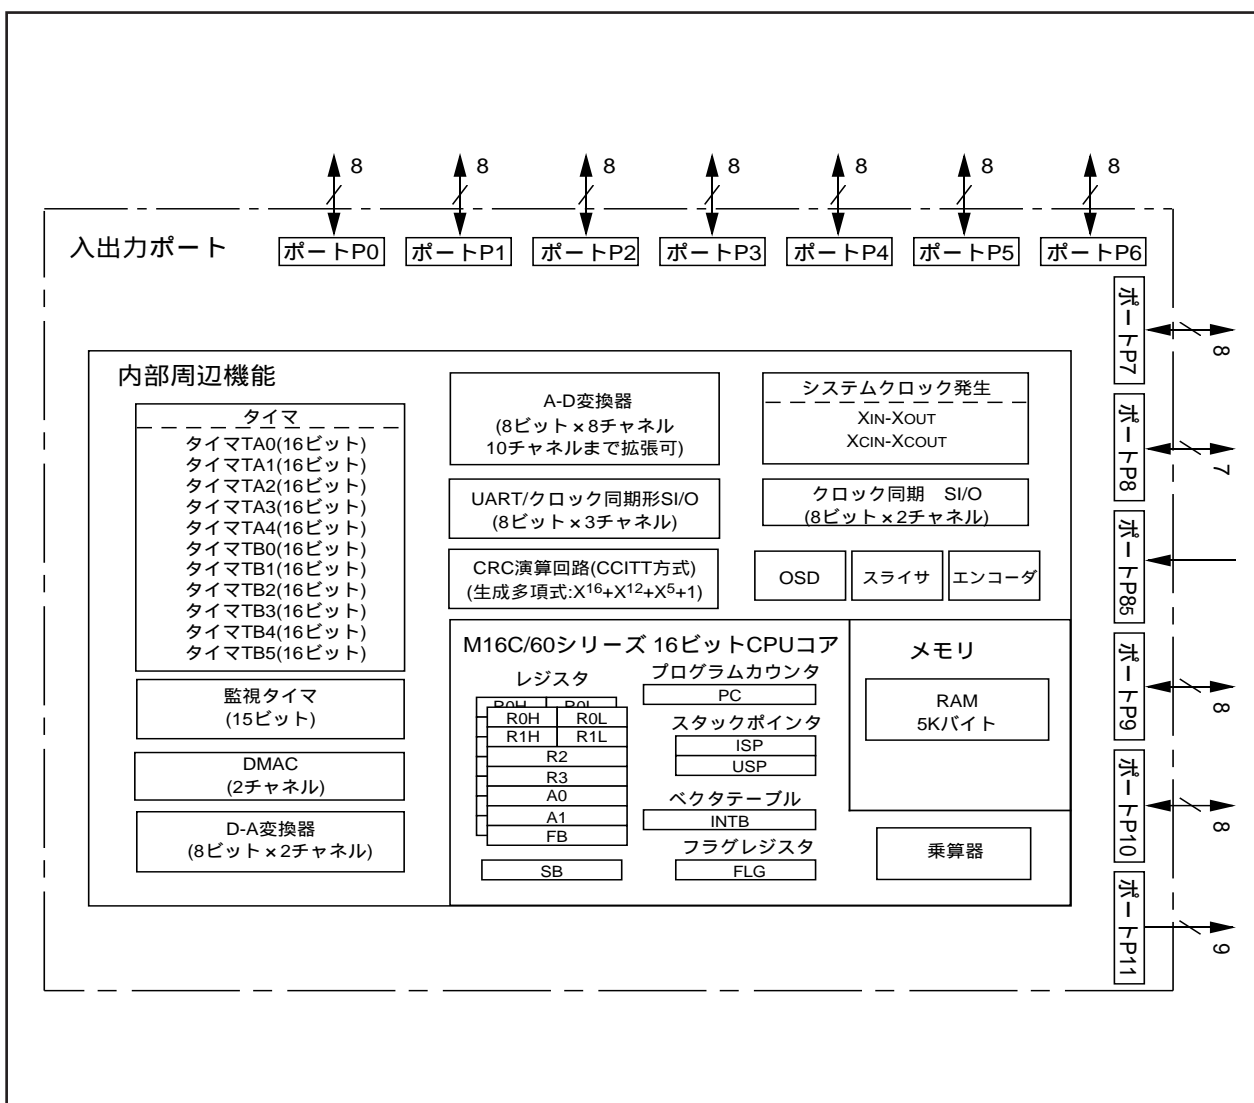 8 8 8 8 8 8 8
入出力ポート
ポートP0 ポートP1 ポートP2 ポートP3 ポートP4 ポートP5 ポートP6
ポートP7
8
ポートP8
7
ポートP85
ポートP9
8
ポートP10
8
ポートP11
9
内部周辺機能
タイマ
タイマTA0(16ビット)
タイマTA1(16ビット)
タイマTA2(16ビット)
タイマTA3(16ビット)
タイマTA4(16ビット)
タイマTB0(16ビット)
タイマTB1(16ビット)
タイマTB2(16ビット)
タイマTB3(16ビット)
タイマTB4(16ビット)
タイマTB5(16ビット)
監視タイマ
(15ビット)
DMAC
(2チャネル)
D-A変換器
(8ビット×2チャネル)
A-D変換器
(8ビット×8チャネル
10チャネルまで拡張可)
UART/クロック同期形SI/O
(8ビット×3チャネル)
CRC演算回路(CCITT方式)
(生成多項式:X16+X12+X5+1)
システムクロック発生
XIN-XOUT
XCIN-XCOUT
クロック同期 SI/O
(8ビット×2チャネル)
OSD スライサ エンコーダ
M16C/60シリーズ 16ビットCPUコア
レジスタ
R0H R0L
R0H R0L
R1H R1L
R2
R3
A0
A1
FB
SB
プログラムカウンタ
PC
スタックポインタ
ISP
USP
ベクタテーブル
INTB
フラグレジスタ
FLG
メモリ
RAM
5Kバイト
乗算器